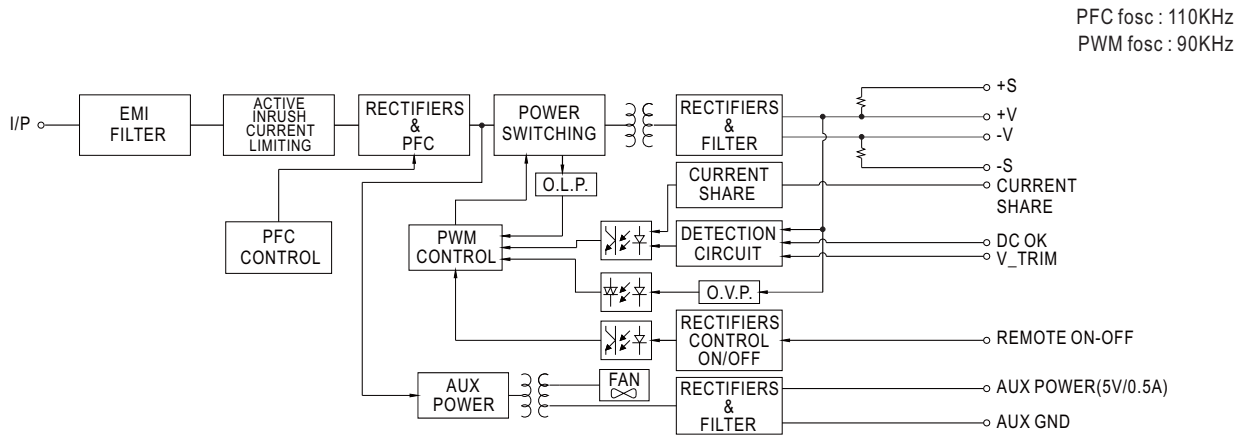 PFC fosc : 110KHz
PWM fosc : 90KHz
I/P
EMI
FILTER
ACTIVE
INRUSH
CURRENT
LIMITING
RECTIFIERS
&
PFC
POWER
SWITCHING
RECTIFIERS
&
FILTER
+S
+V
-V
-S
O.L.P.
CURRENT
SHARE
CURRENT
SHARE
PFC
CONTROL
PWM
CONTROL
DETECTION
CIRCUIT
DC OK
V_TRIM
O.V.P.
RECTIFIERS
CONTROL
ON/OFF
REMOTE ON-OFF
AUX
POWER
FAN
RECTIFIERS
&
FILTER
AUX POWER(5V/0.5A)
AUX GND